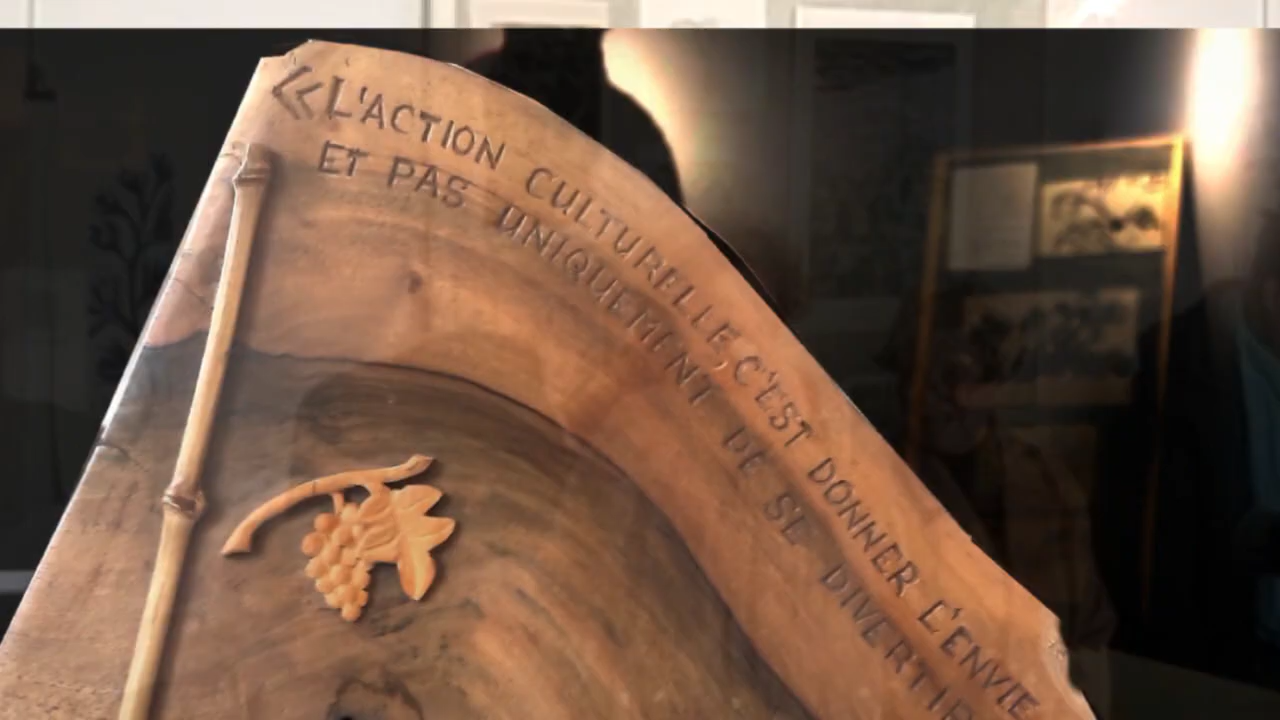 «L'ACTION CULTURELLE, C'EST DONNER L'ENVIE
ET PAS UNIQUEMENT DE SE DIVERTIR